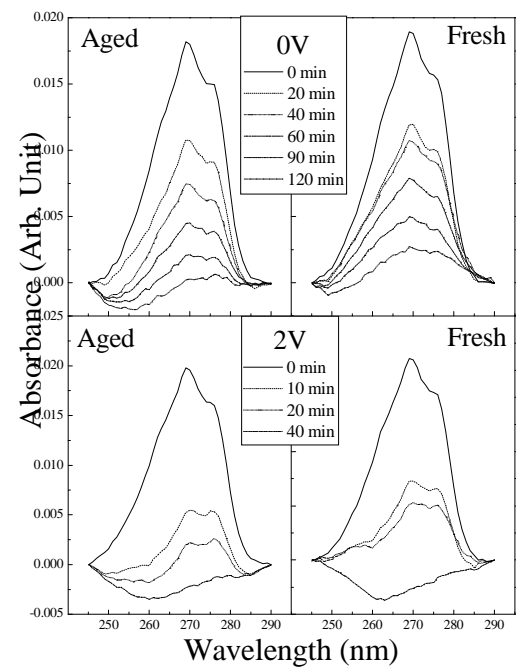 0.020
Aged
0V
Fresh
0 min
20 min
40 min
60 min
90 min
120 min
0.015
0.010
0.005
0.000
0.025
Absorbance (Arb. Unit)
Aged
2V
Fresh
0 min
10 min
20 min
40 min
0.020
0.015
0.010
0.005
0.000
-0.005
250 260 270 280 290 250 260 270 280 290
Wavelength (nm)